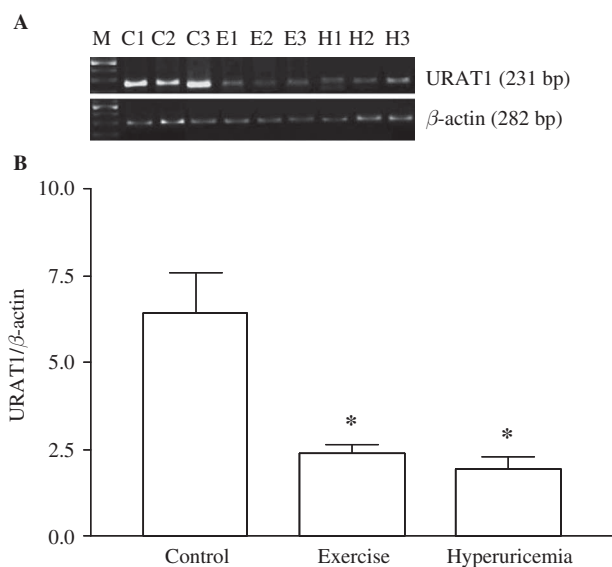 A
M C1 C2 C3 E1 E2 E3 H1 H2 H3
URAT1 (231 bp)
β-actin (282 bp)
B
10.0
7.5
5.0
2.5
0.0
URAT1/β-actin
*
*
Control Exercise Hyperuricemia